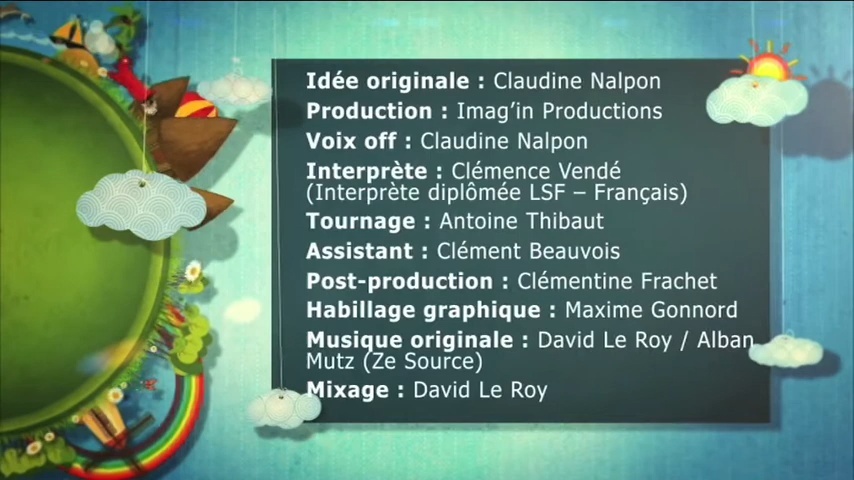 Idée originale : Claudine Nalpon
Production : Imag'in Productions
Voix off : Claudine Nalpon
Interprète : Clémence Vendé
(Interprète diplômée LSF – Français)
Tournage : Antoine Thibaut
Assistant : Clément Beauvois
Post-production : Clémentine Frachet
Habillage graphique : Maxime Gonnord
Musique originale : David Le Roy / Alban
Mutz (Ze Source)
Mixage : David Le Roy